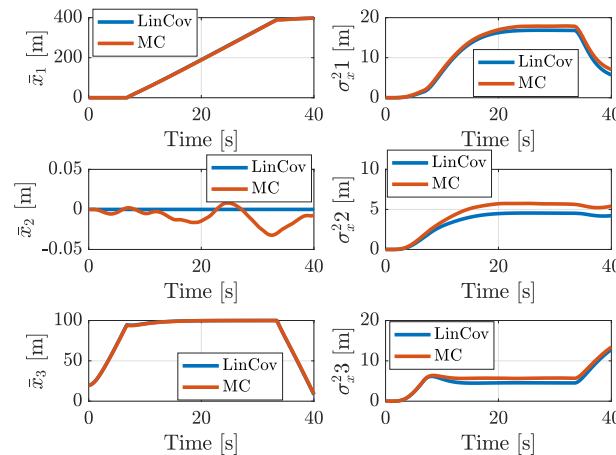 400
200
0
0
20
40
x̄₁ [m]
Time [s]
LinCov
MC
20
10
0
0
20
40
σₓ²1 [m]
Time [s]
LinCov
MC
0.05
0
-0.05
0
20
40
x̄₂ [m]
Time [s]
LinCov
MC
10
5
0
0
20
40
σₓ²2 [m]
Time [s]
LinCov
MC
100
50
0
0
20
40
x̄₃ [m]
Time [s]
LinCov
MC
20
10
0
0
20
40
σₓ²3 [m]
Time [s]
LinCov
MC